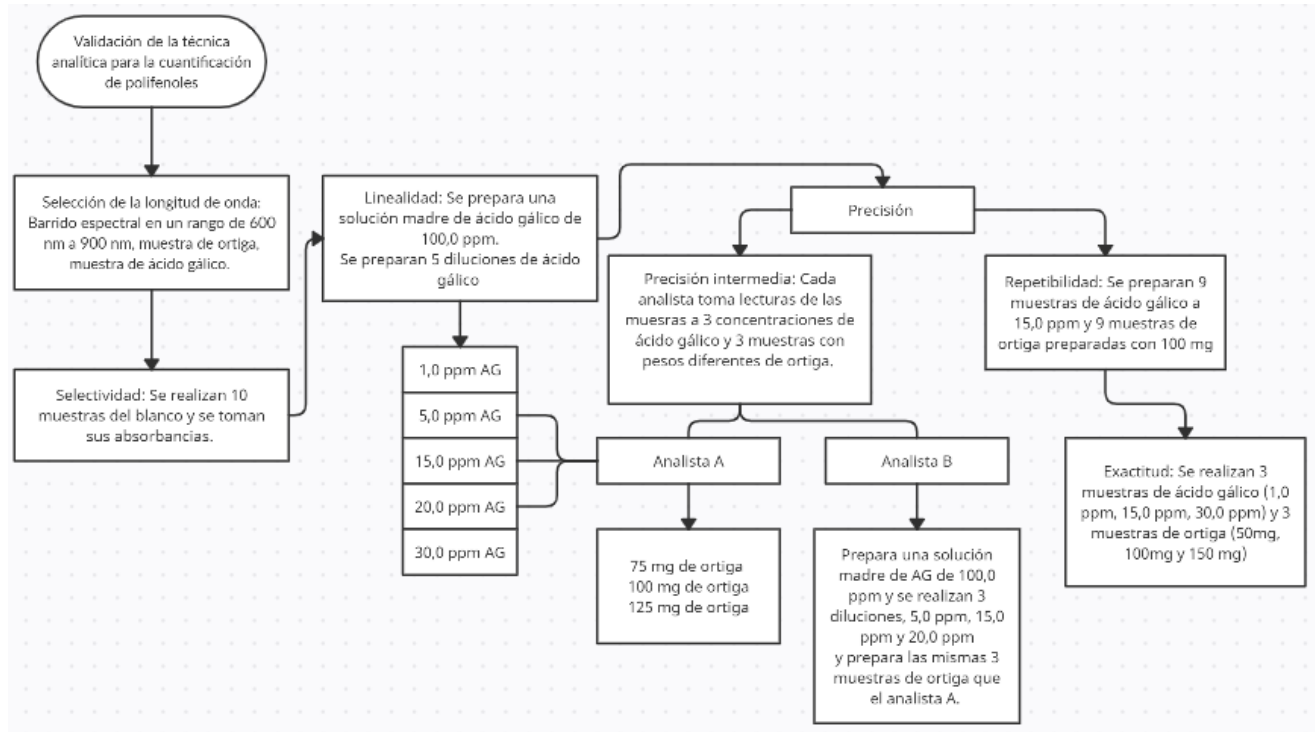 Validación de la técnica
analítica para la cuantificación
de polifenoles
Selección de la longitud de onda:
Barrido espectral en un rango de 600
nm a 900 nm, muestra de ortiga,
muestra de ácido gálico.
Selectividad: Se realizan 10
muestras del blanco y se toman
sus absorbancias.
Linealidad: Se prepara una
solución madre de ácido gálico de
100,0 ppm.
Se preparan 5 diluciones de ácido
gálico
1,0 ppm AG
5,0 ppm AG
15,0 ppm AG
20,0 ppm AG
30,0 ppm AG
Precisión
Precisión intermedia: Cada
analista toma lecturas de las
muesras a 3 concentraciones de
ácido gálico y 3 muestras con
pesos diferentes de ortiga.
Analista A
75 mg de ortiga
100 mg de ortiga
125 mg de ortiga
Analista B
Prepara una solución
madre de AG de 100,0
ppm y se realizan 3
diluciones, 5,0 ppm, 15,0
ppm y 20,0 ppm
y prepara las mismas 3
muestras de ortiga que
el analista A.
Repetibilidad: Se preparan 9
muestras de ácido gálico a
15,0 ppm y 9 muestras de
ortiga preparadas con 100 mg
Exactitud: Se realizan 3
muestras de ácido gálico (1,0
ppm, 15,0 ppm, 30,0 ppm) y 3
muestras de ortiga (50mg,
100mg y 150 mg)